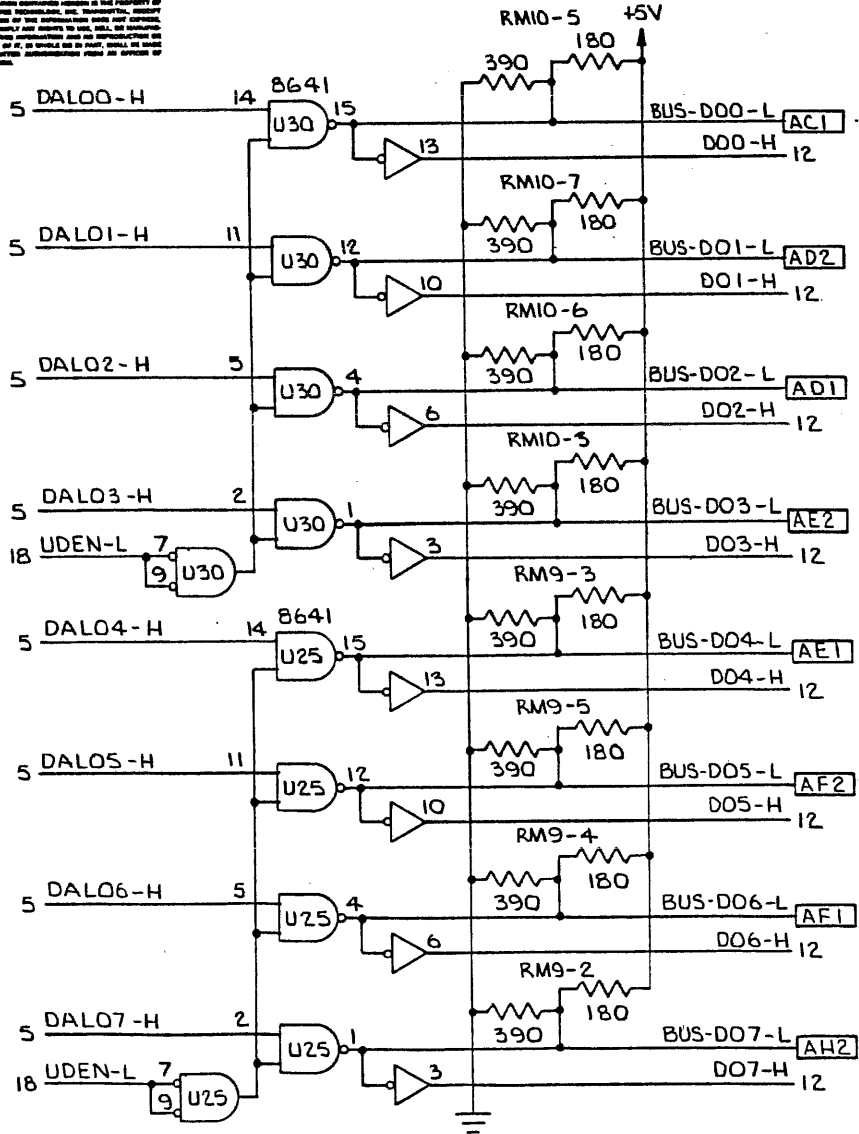 RM10-5 +5V
390 180
8641
5 DAL00-H 14 U30 15 BUS-D00-L AC1
13 D00-H 12
RM10-7
390 180
5 DAL01-H 11 U30 12 BUS-D01-L AD2
10 D01-H 12
RM10-6
390 180
5 DAL02-H 5 U30 4 BUS-D02-L AD1
6 D02-H 12
RM10-3
390 180
5 DAL03-H 2 U30 1 BUS-D03-L AE2
18 UDEN-L 7 9 U30 3 D03-H 12
RM9-3
390 180
8641
5 DAL04-H 14 U25 15 BUS-D04-L AE1
13 D04-H 12
RM9-5
390 180
5 DAL05-H 11 U25 12 BUS-D05-L AF2
10 D05-H 12
RM9-4
390 180
5 DAL06-H 5 U25 4 BUS-D06-L AF1
6 D06-H 12
RM9-2
390 180
5 DAL07-H 2 U25 1 BUS-D07-L AH2
18 UDEN-L 7 9 U25 3 D07-H 12